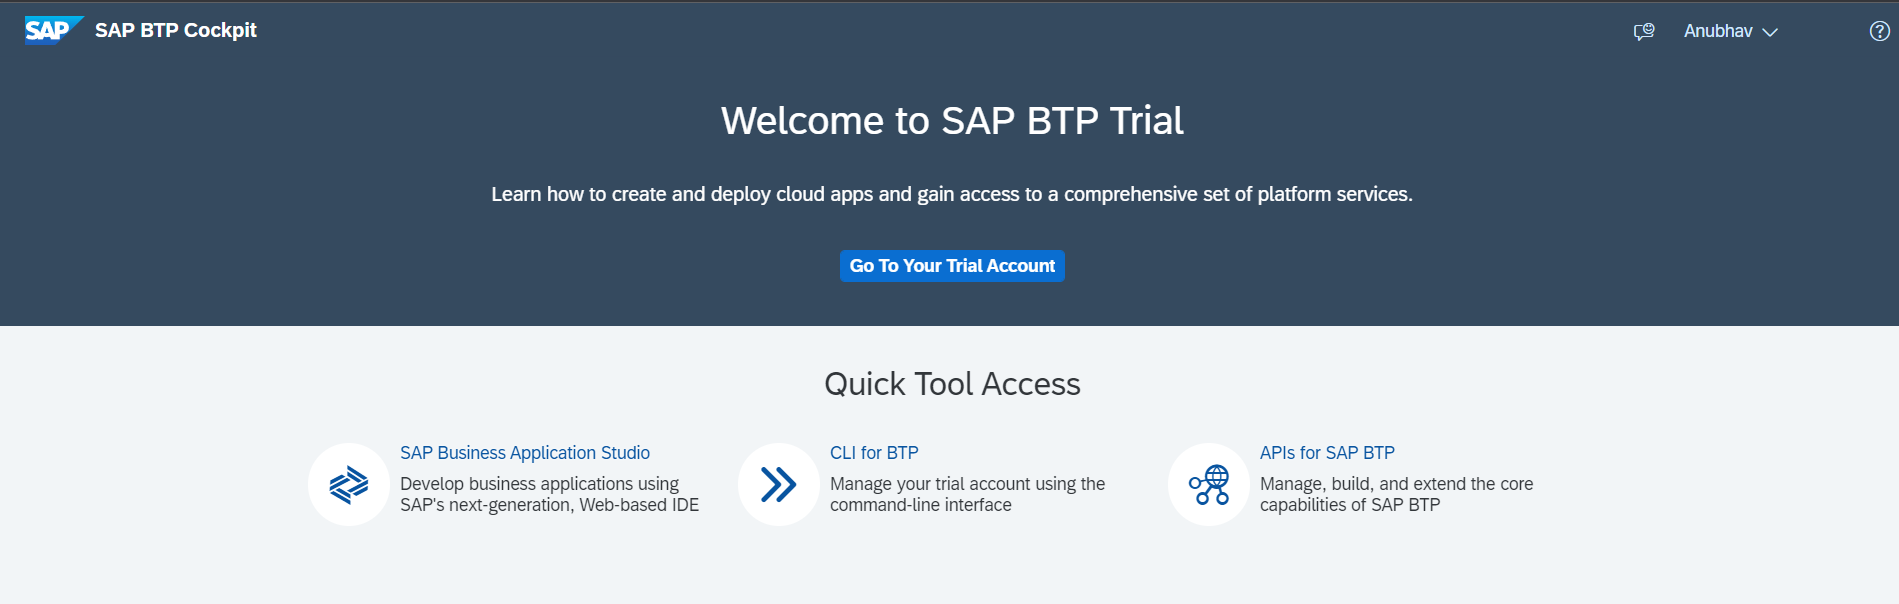 SAP SAP BTP Cockpit
Anubhav
Welcome to SAP BTP Trial
Learn how to create and deploy cloud apps and gain access to a comprehensive set of platform services.
Go To Your Trial Account
Quick Tool Access
SAP Business Application Studio
Develop business applications using
SAP's next-generation, Web-based IDE
CLI for BTP
Manage your trial account using the
command-line interface
APIs for SAP BTP
Manage, build, and extend the core
capabilities of SAP BTP